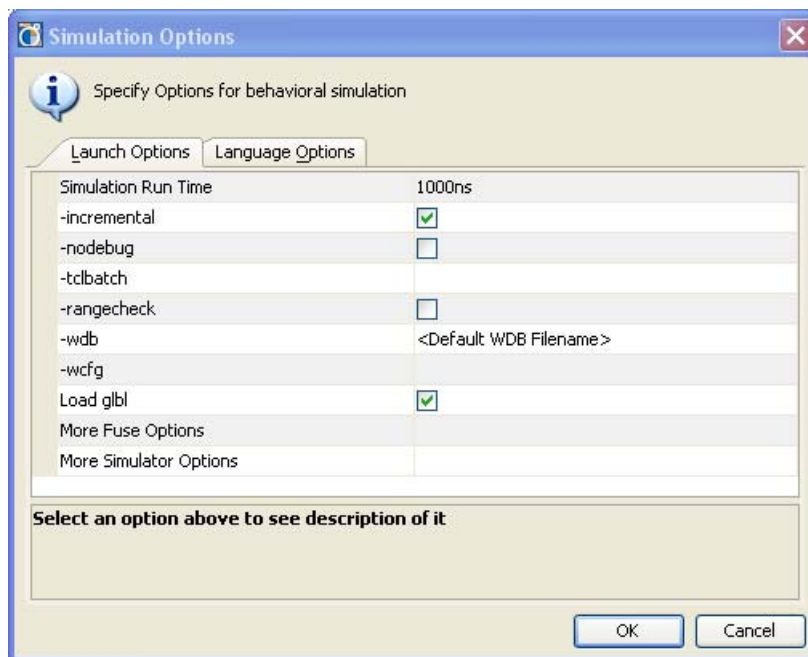 Simulation Options
Specify Options for behavioral simulation
Launch Options Language Options
Simulation Run Time 1000ns
-incremental
-nodebug
-tclbatch
-rangecheck
-wdb <Default WDB Filename>
-wcfg
Load glbl
More Fuse Options
More Simulator Options
Select an option above to see description of it
OK Cancel